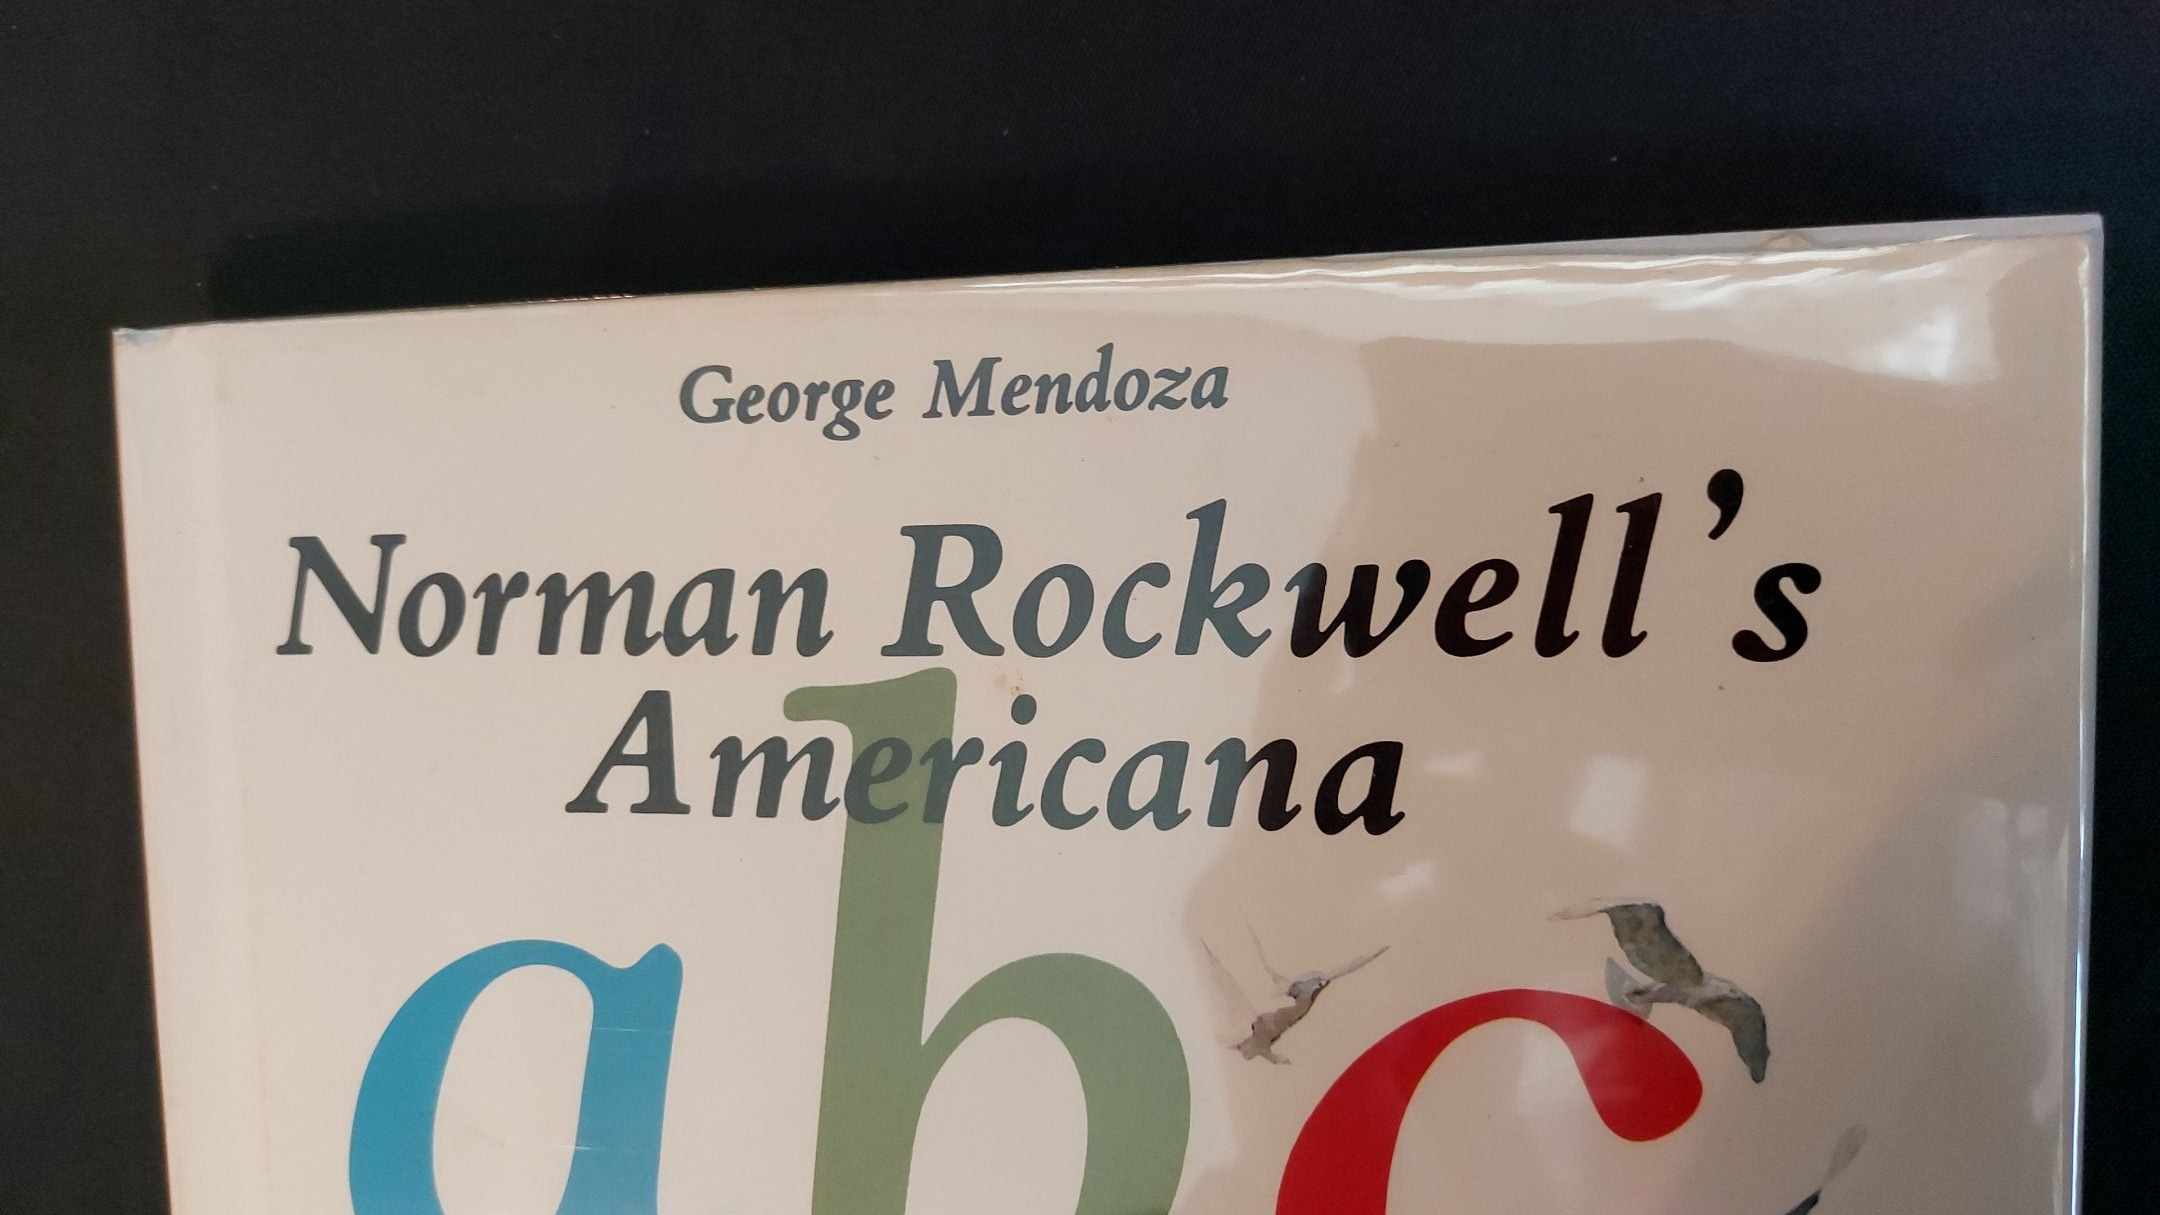 George Mendoza
Norman Rockwell's
Americana
abc